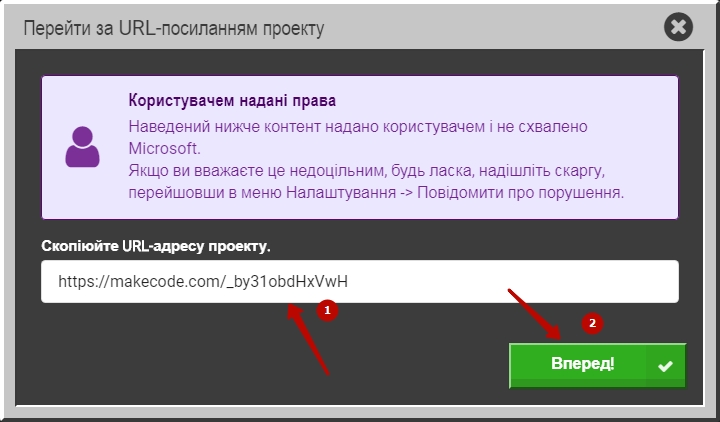 Перейти за URL-посиланням проекту
Користувачем надані права
Наведений нижче контент надано користувачем і не схвалено
Microsoft.
Якщо ви вважаєте це недоцільним, будь ласка, надішліть скаргу,
перейшовши в меню Налаштування -> Повідомити про порушення.
Скопіюйте URL-адресу проекту.
https://makecode.com/_by31obdHxVwH
1
2
Вперед!